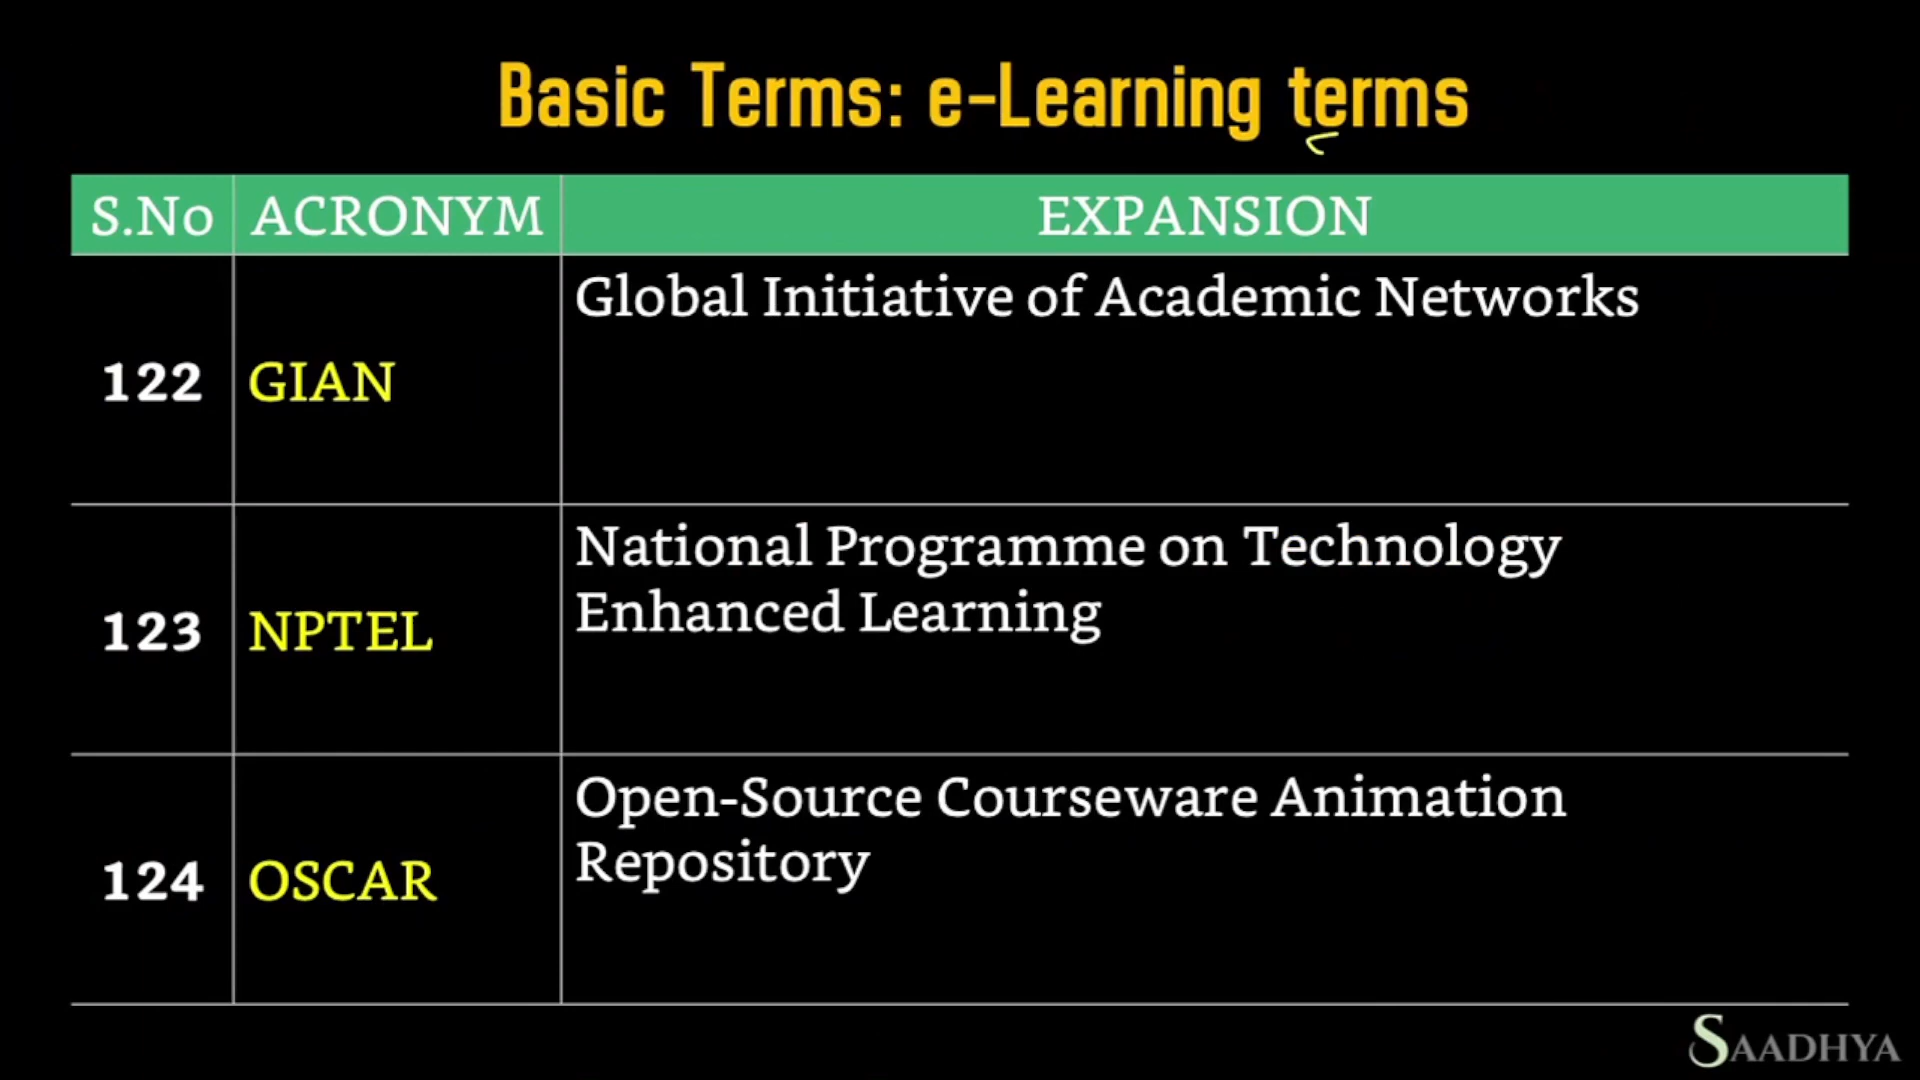 Basic Terms: e-Learning terms
S.No ACRONYM EXPANSION
122 GIAN Global Initiative of Academic Networks
123 NPTEL National Programme on Technology
Enhanced Learning
124 OSCAR Open-Source Courseware Animation
Repository
SAADHYA